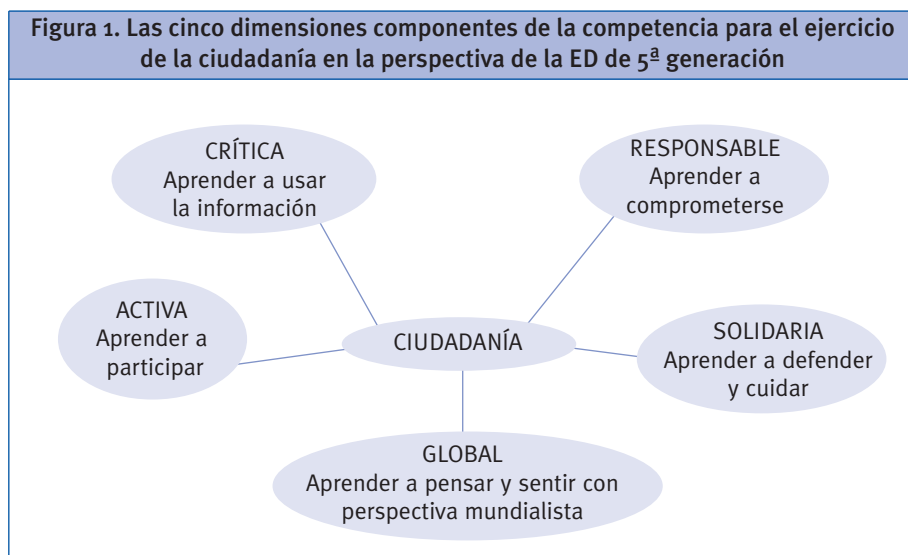 Figura 1. Las cinco dimensiones componentes de la competencia para el ejercicio
de la ciudadanía en la perspectiva de la ED de 5ª generación
CRÍTICA
Aprender a usar
la información
RESPONSABLE
Aprender a
comprometerse
ACTIVA
Aprender a
participar
CIUDADANÍA
SOLIDARIA
Aprender a defender
y cuidar
GLOBAL
Aprender a pensar y sentir con
perspectiva mundialista